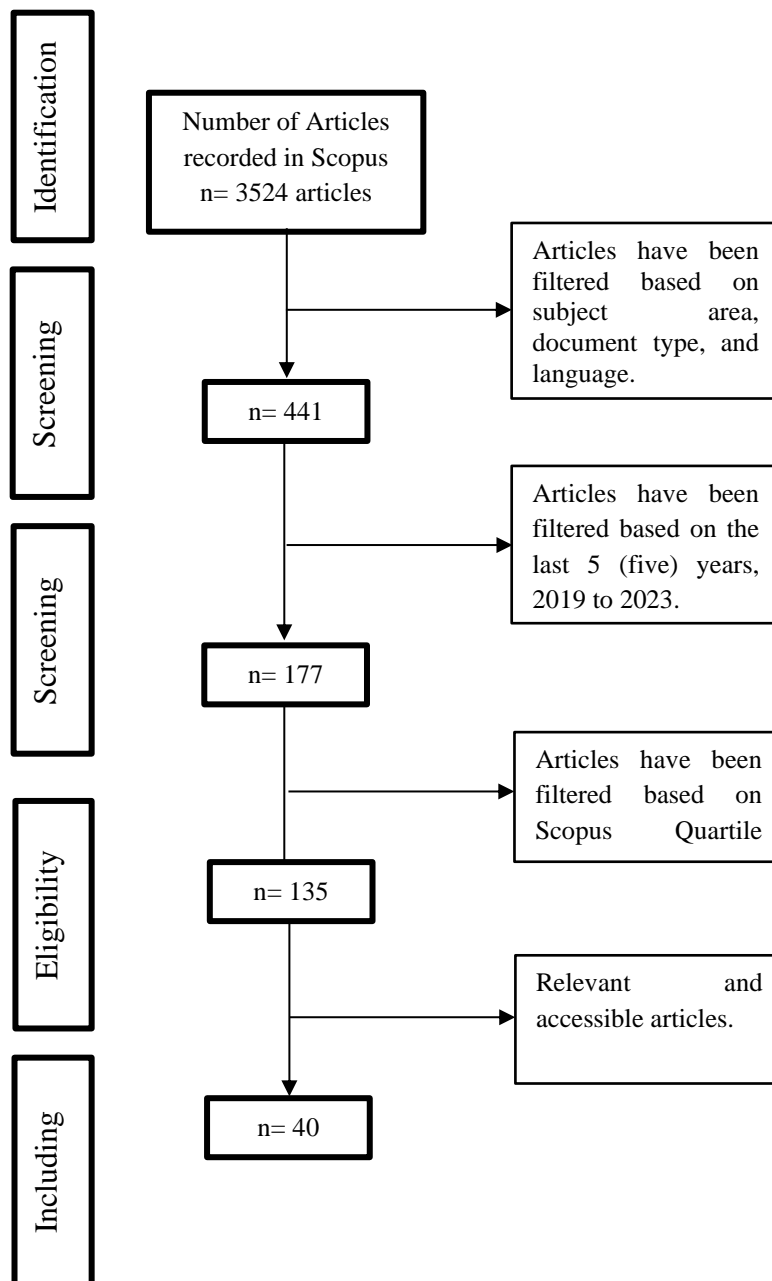 Identification
Number of Articles
recorded in Scopus
n= 3524 articles
Articles have been
filtered based on
subject area,
document type, and
language.
Screening
n= 441
Articles have been
filtered based on the
last 5 (five) years,
2019 to 2023.
Screening
n= 177
Articles have been
filtered based on
Scopus Quartile
Eligibility
n= 135
Relevant and
accessible articles.
Including
n= 40